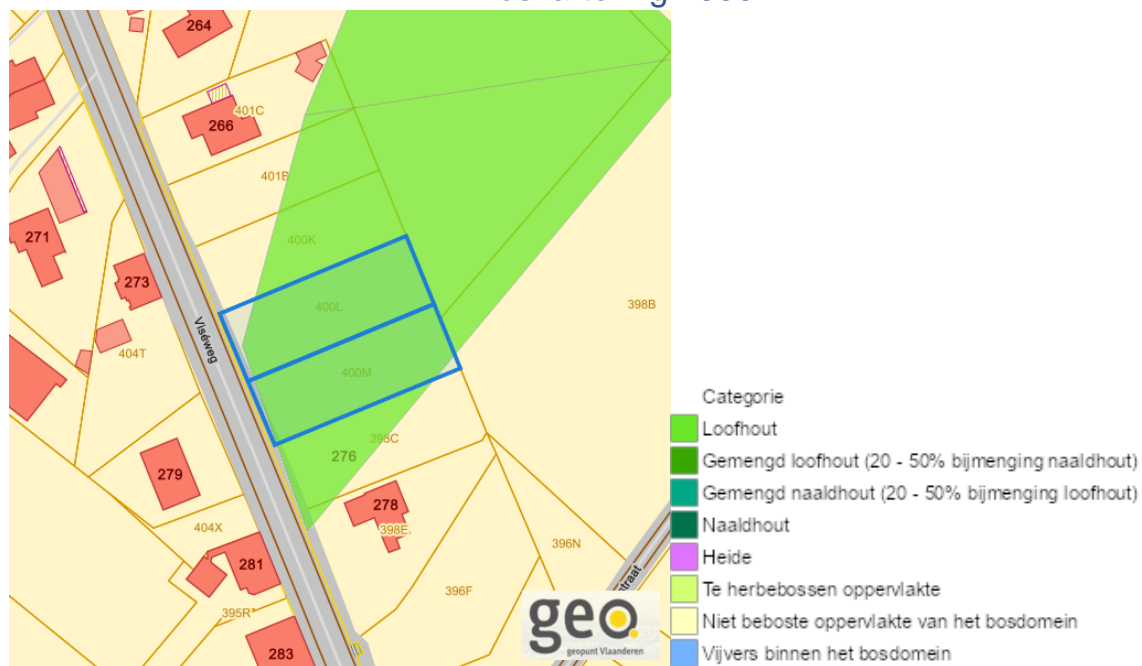 264
401C
266
401B
271
400K
273
400L
398B
Viséweg
404T
400M
398C
276
279
278
398E
404X
396N
281
396F
395R
straat
283
geo
geopunt Vlaanderen
Categorie
Loofhout
Gemengd loofhout (20 - 50% bijmenging naaldhout)
Gemengd naaldhout (20 - 50% bijmenging loofhout)
Naaldhout
Heide
Te herbebossen oppervlakte
Niet beboste oppervlakte van het bosdomein
Vijvers binnen het bosdomein